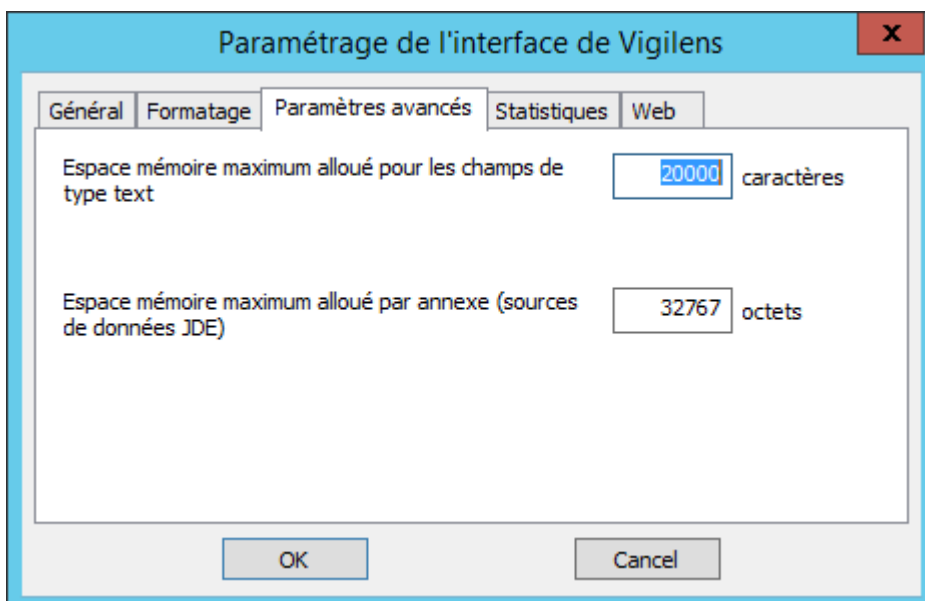 Paramétrage de l'interface de Vigilens
x
Général Formatage Paramètres avancés Statistiques Web
Espace mémoire maximum alloué pour les champs de
type text
20000 caractères
Espace mémoire maximum alloué par annexe (sources
de données JDE)
32767 octets
OK Cancel